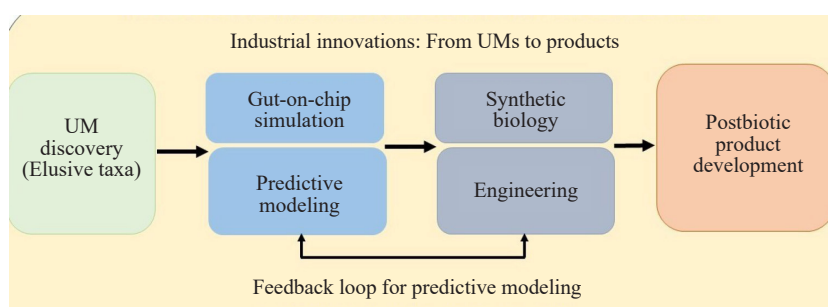 Industrial innovations: From UMs to products
UM
discovery
(Elusive taxa)
Gut-on-chip
simulation
Predictive
modeling
Synthetic
biology
Engineering
Postbiotic
product
development
Feedback loop for predictive modeling